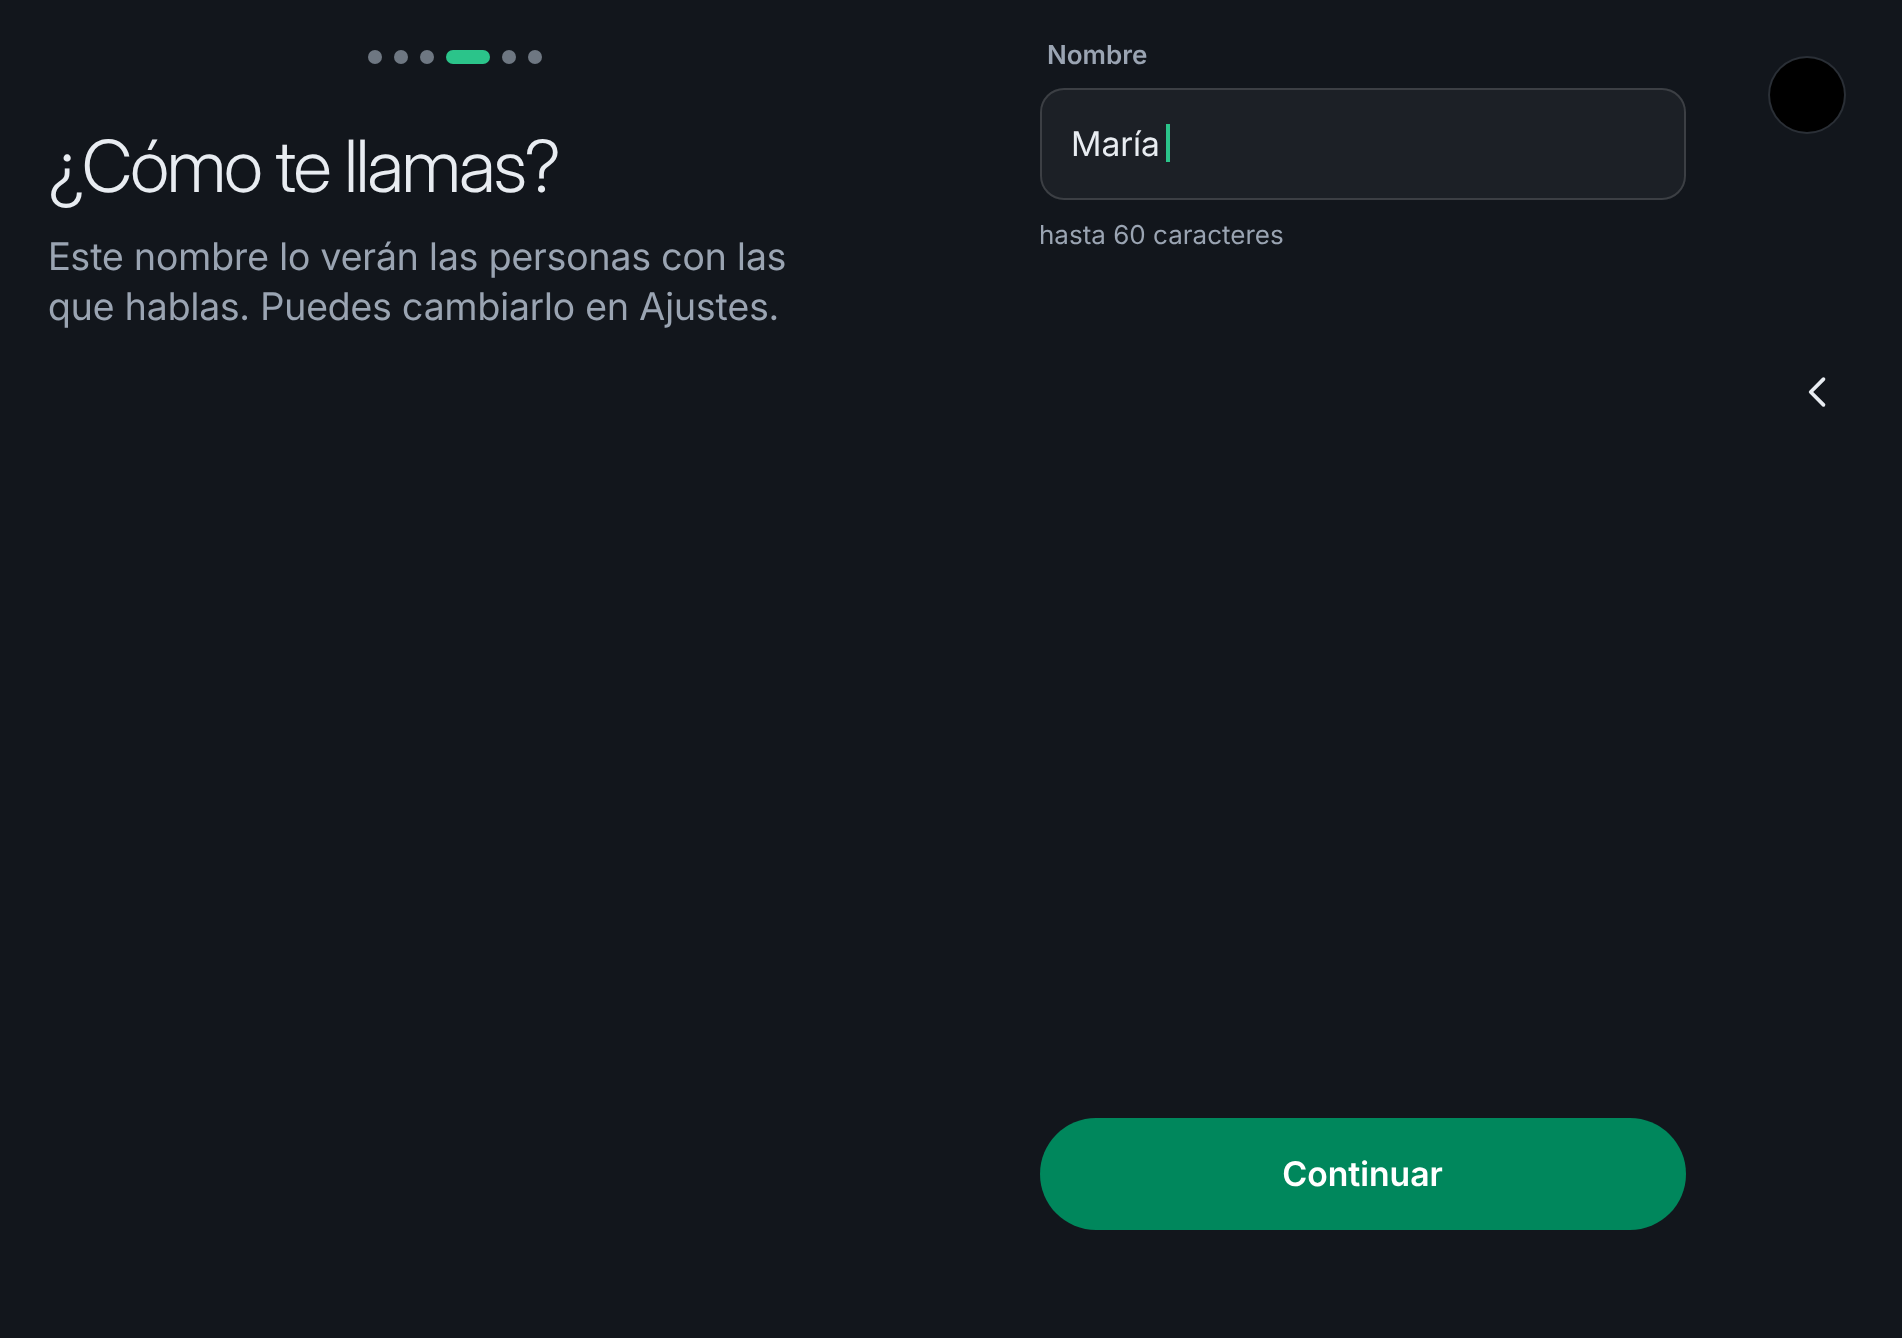 ¿Cómo te llamas?
Este nombre lo verán las personas con las
que hablas. Puedes cambiarlo en Ajustes.
Nombre
María
hasta 60 caracteres
Continuar